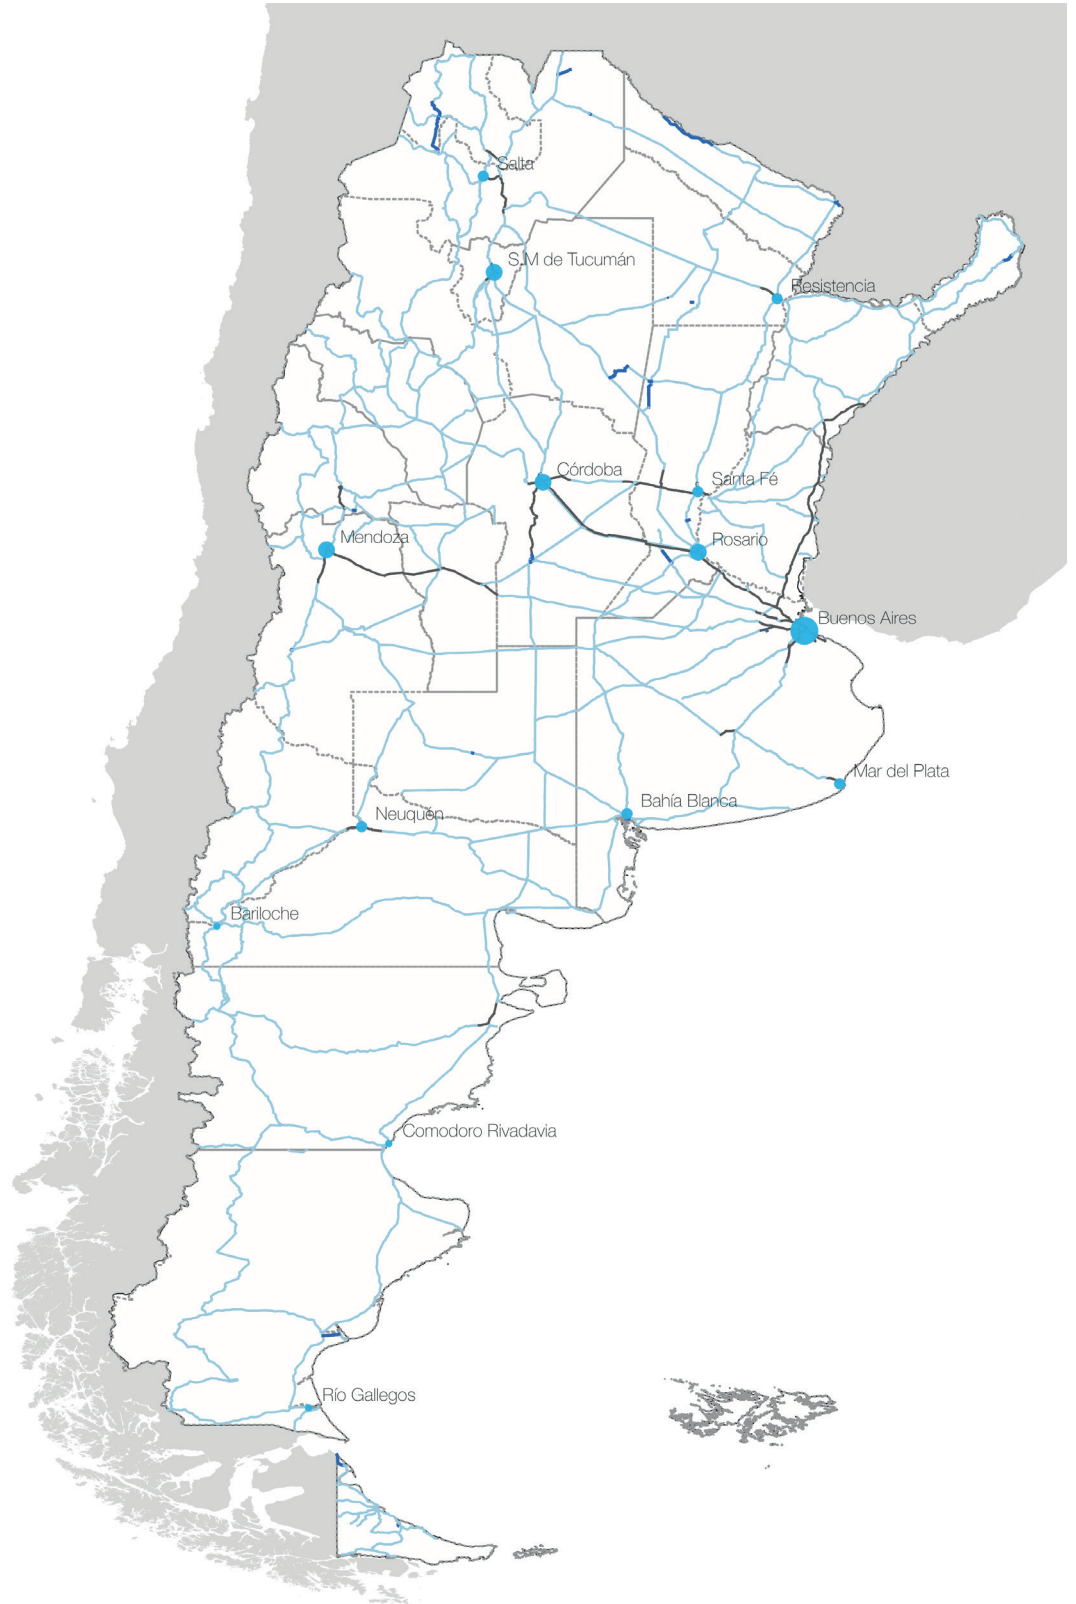 Salta
S.M de Tucumán
Resistencia
Córdoba
Santa Fé
Mendoza
Rosario
Buenos Aires
Mar del Plata
Bahía Blanca
Neuquén
Bariloche
Comodoro Rivadavia
Río Gallegos